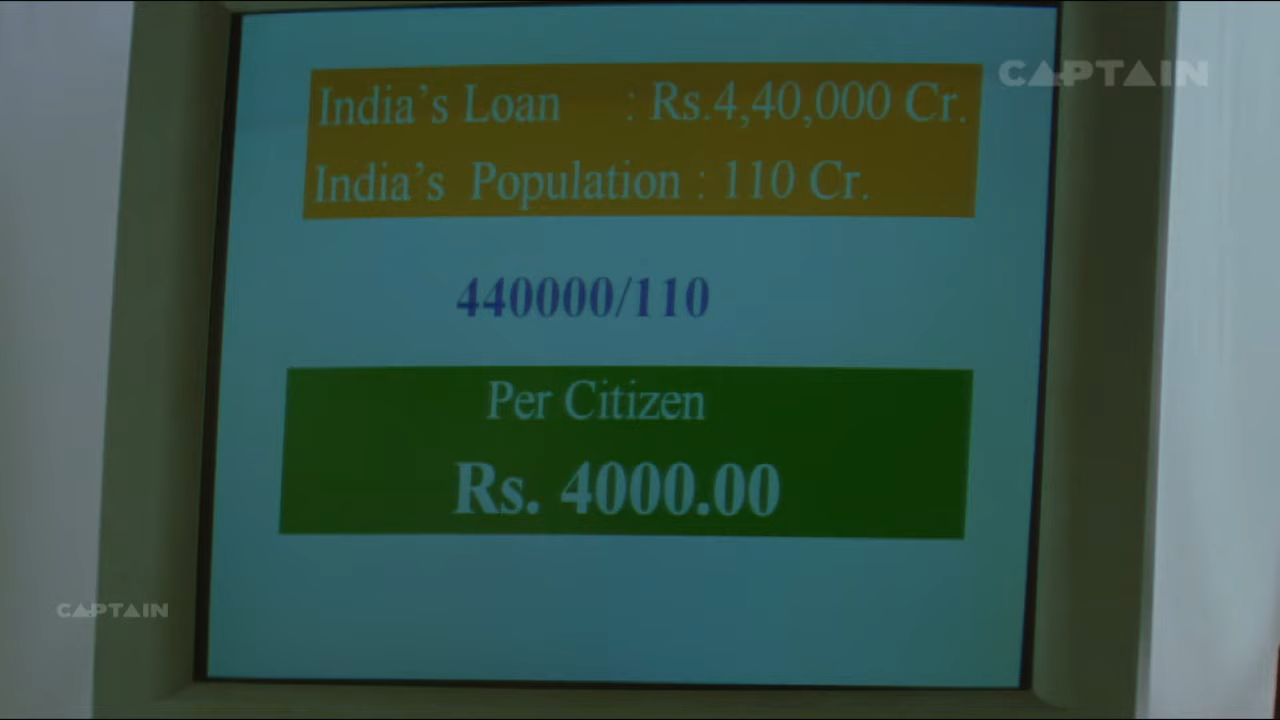 CAPTAIN
India's Loan : Rs.4,40,000 Cr.
India's Population : 110 Cr.
440000/110
Per Citizen
Rs. 4000.00
CAPTAIN